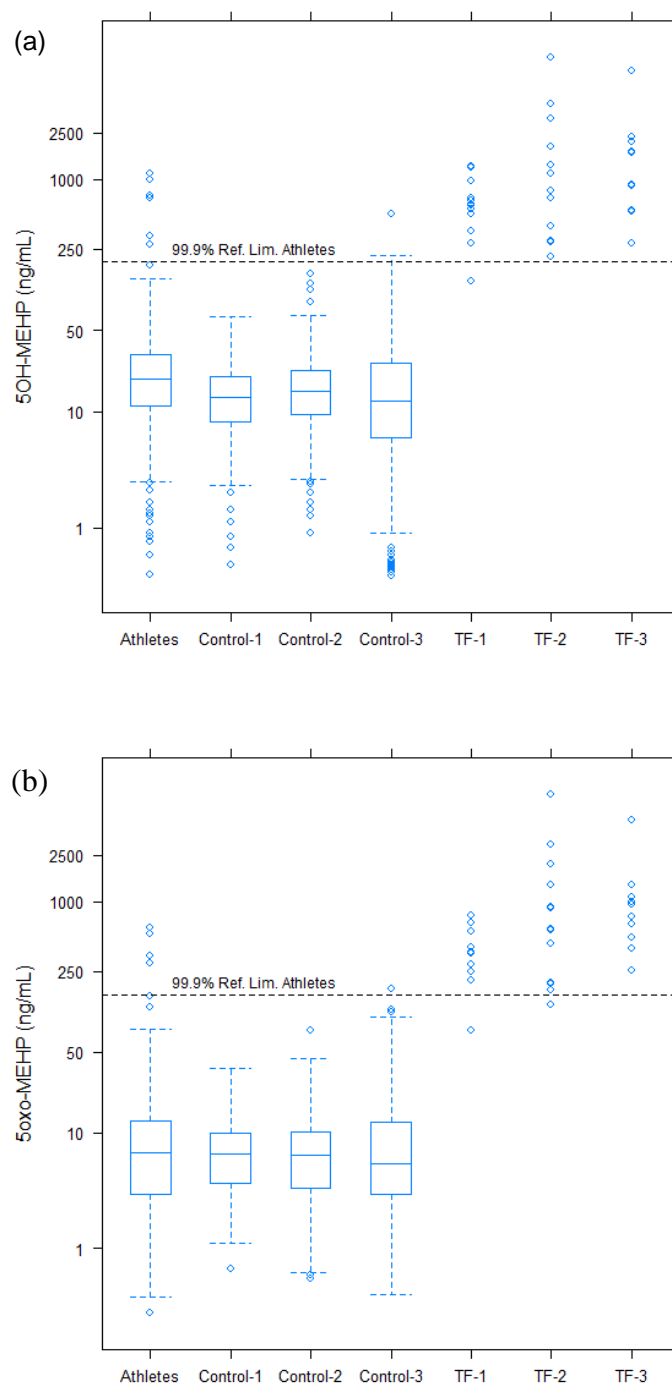 (a)
2500
1000
250
50
10
1
5OH-MEHP (ng/mL)
99.9% Ref. Lim. Athletes
Athletes Control-1 Control-2 Control-3 TF-1 TF-2 TF-3
(b)
2500
1000
250
50
10
1
5oxo-MEHP (ng/mL)
99.9% Ref. Lim. Athletes
Athletes Control-1 Control-2 Control-3 TF-1 TF-2 TF-3